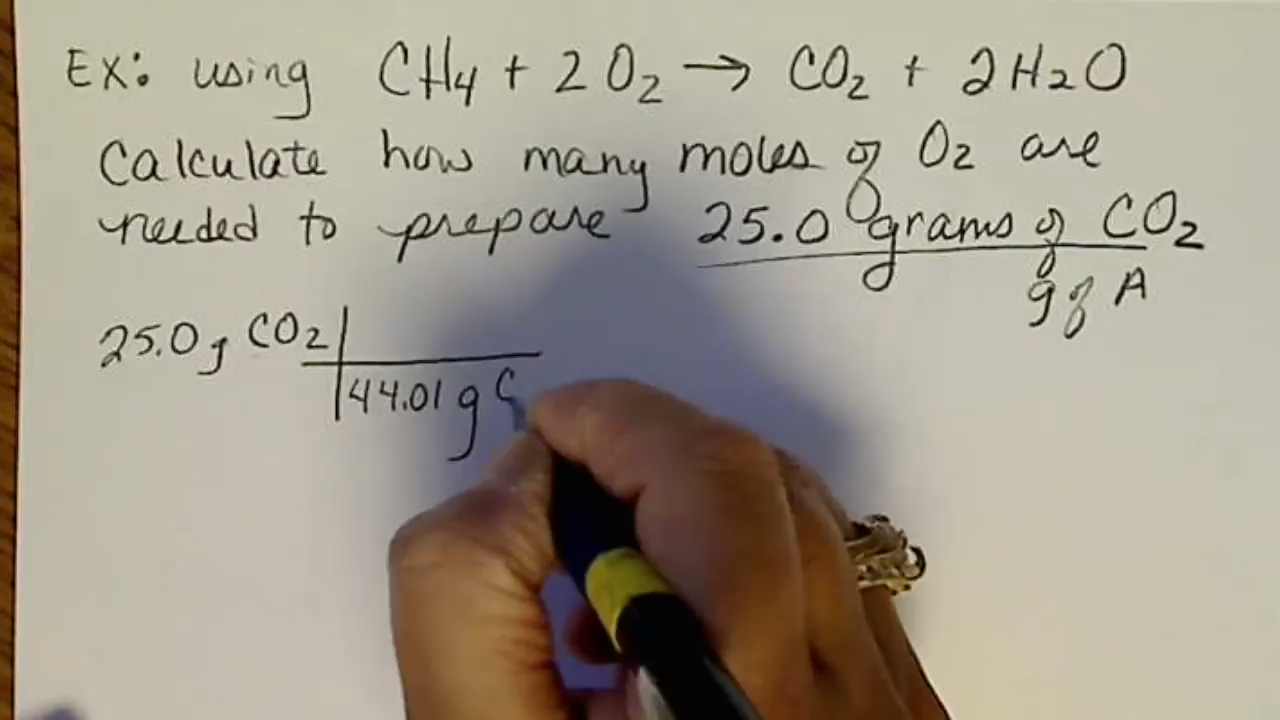 Ex: using CH4 + 2O2 → CO2 + 2H2O
Calculate how many moles of O2 are
needed to prepare 25.0 grams of CO2
g of A
25.0 g CO2
44.01 g C